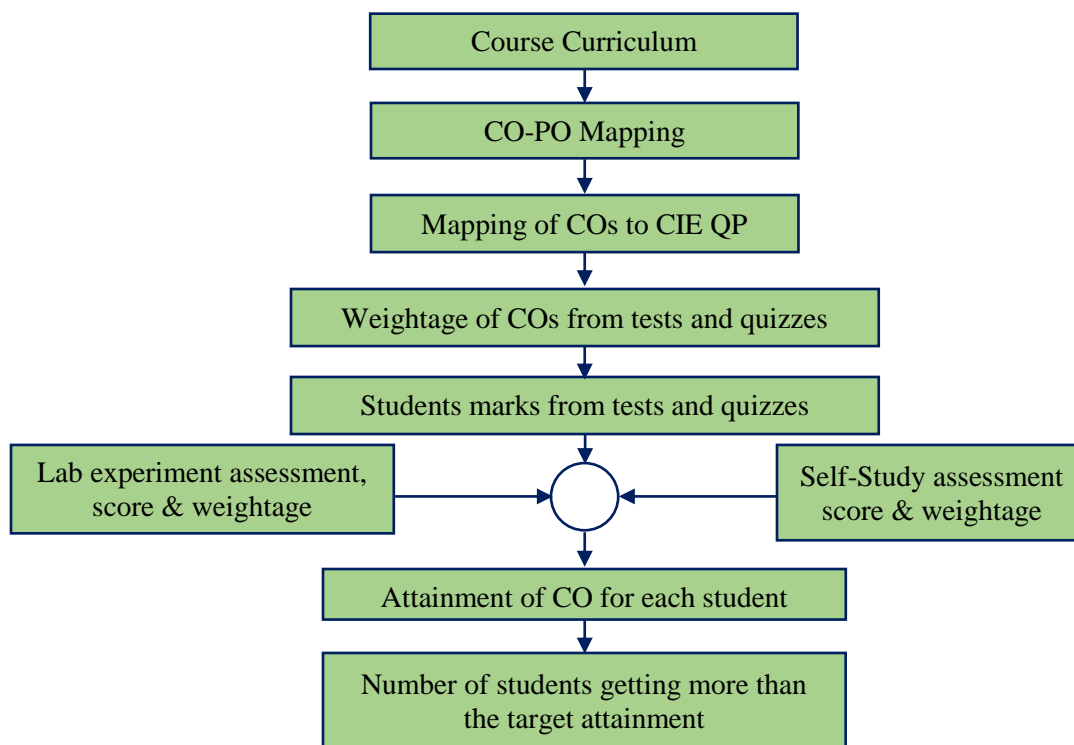 Course Curriculum
CO-PO Mapping
Mapping of COs to CIE QP
Weightage of COs from tests and quizzes
Students marks from tests and quizzes
Lab experiment assessment,
score & weightage
Self-Study assessment
score & weightage
Attainment of CO for each student
Number of students getting more than
the target attainment